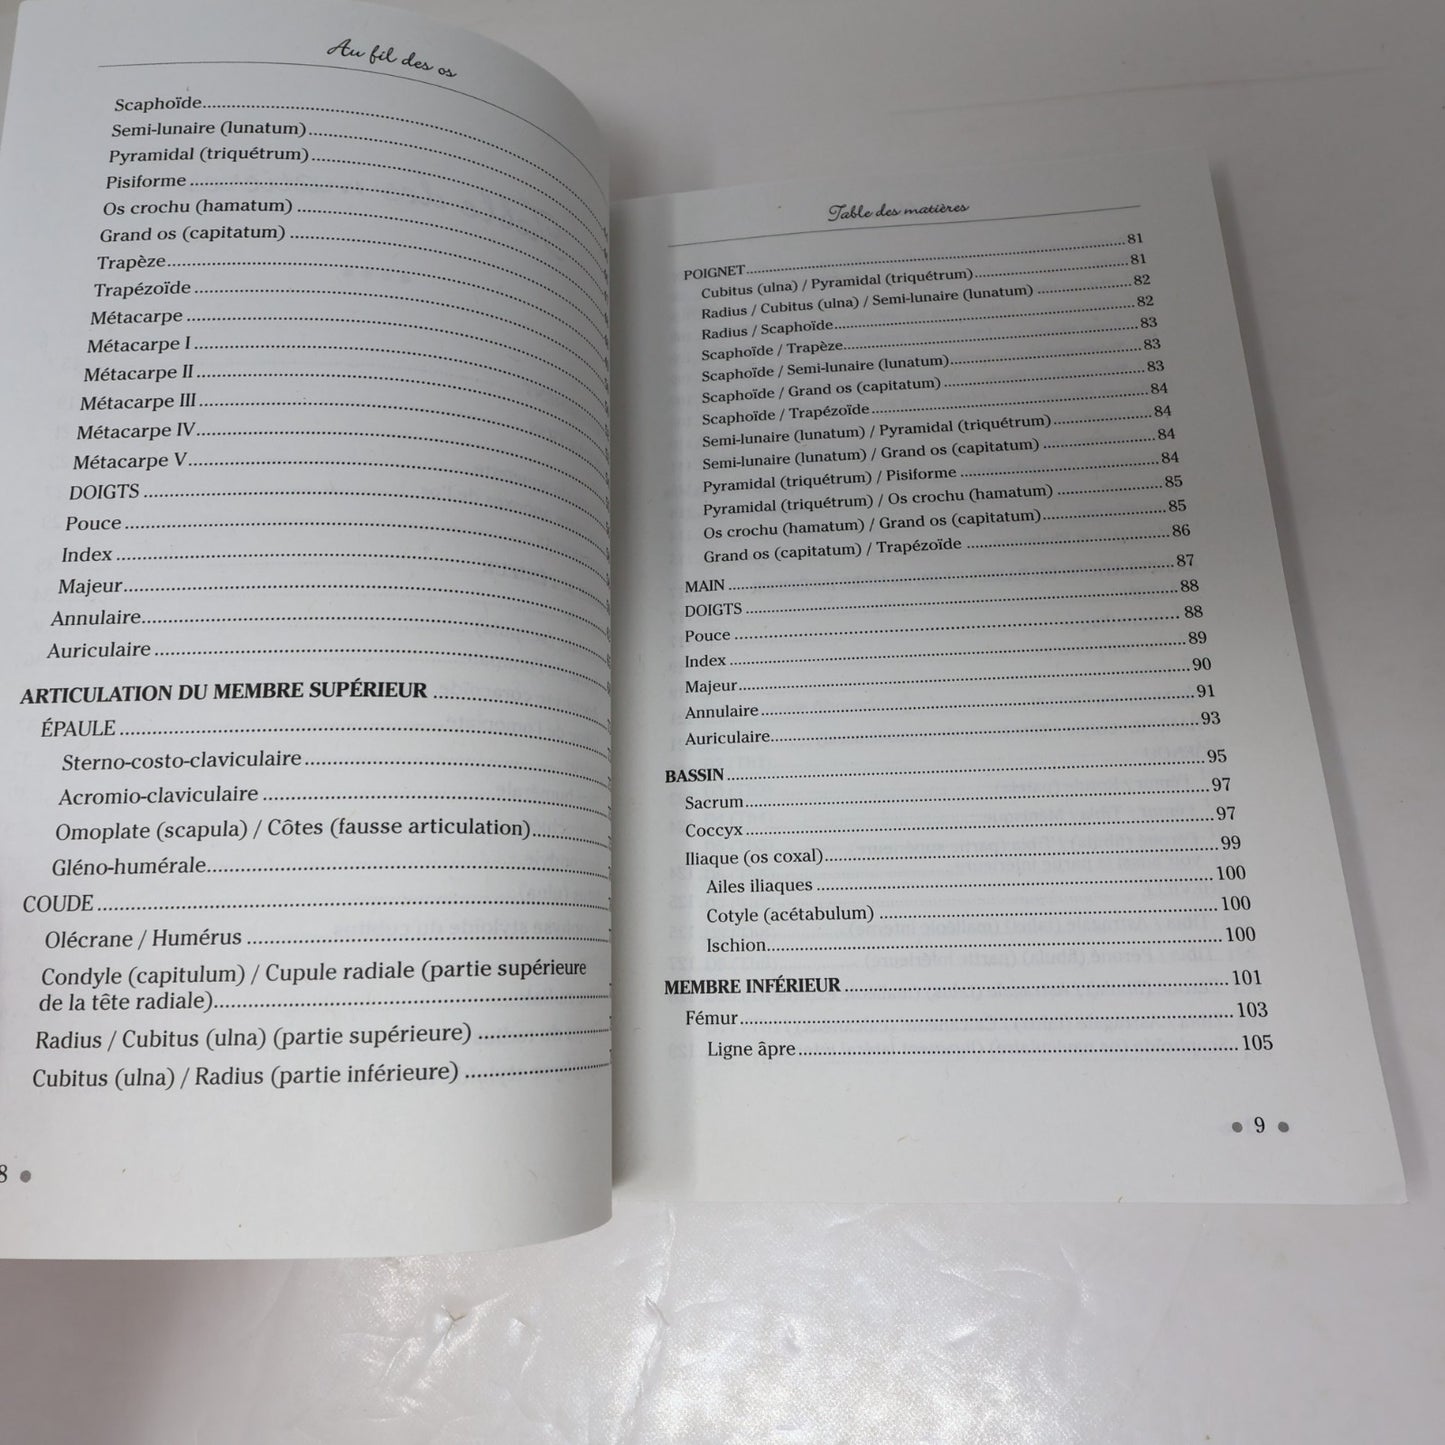 Au fil des os
Scaphoïde
Semi-lunaire (lunatum)
Pyramidal (triquétrum)
Pisiforme
Os crochu (hamatum)
Grand os (capitatum)
Trapèze
Trapézoïde
Métacarpe
Métacarpe I
Métacarpe II
Métacarpe III
Métacarpe IV
Métacarpe V
DOIGTS
Pouce
Index
Majeur
Annulaire
Auriculaire
ARTICULATION DU MEMBRE SUPÉRIEUR
ÉPAULE
Sterno-costo-claviculaire
Acromio-claviculaire
Omoplate (scapula) / Côtes (fausse articulation)
Gléno-humérale
COUDE
Olécrane / Humérus
Condyle (capitulum) / Cupule radiale (partie supérieure
de la tête radiale)
Radius / Cubitus (ulna) (partie supérieure)
Cubitus (ulna) / Radius (partie inférieure)
8 •
Table des matières
POIGNET 81
Cubitus (ulna) / Pyramidal (triquétrum) 81
Radius / Cubitus (ulna) / Semi-lunaire (lunatum) 82
Radius / Scaphoïde 82
Scaphoïde / Trapèze 83
Scaphoïde / Semi-lunaire (lunatum) 83
Scaphoïde / Grand os (capitatum) 83
Scaphoïde / Trapézoïde 84
Semi-lunaire (lunatum) / Pyramidal (triquétrum) 84
Semi-lunaire (lunatum) / Grand os (capitatum) 84
Pyramidal (triquétrum) / Pisiforme 84
Pyramidal (triquétrum) / Os crochu (hamatum) 85
Os crochu (hamatum) / Grand os (capitatum) 85
Grand os (capitatum) / Trapézoïde 86
MAIN 87
DOIGTS 88
Pouce 88
Index 89
Majeur 90
Annulaire 91
Auriculaire 93
BASSIN 95
Sacrum 97
Coccyx 97
Iliaque (os coxal) 99
Ailes iliaques 100
Cotyle (acétabulum) 100
Ischion 100
MEMBRE INFÉRIEUR 101
Fémur 103
Ligne âpre 105
• 9 •